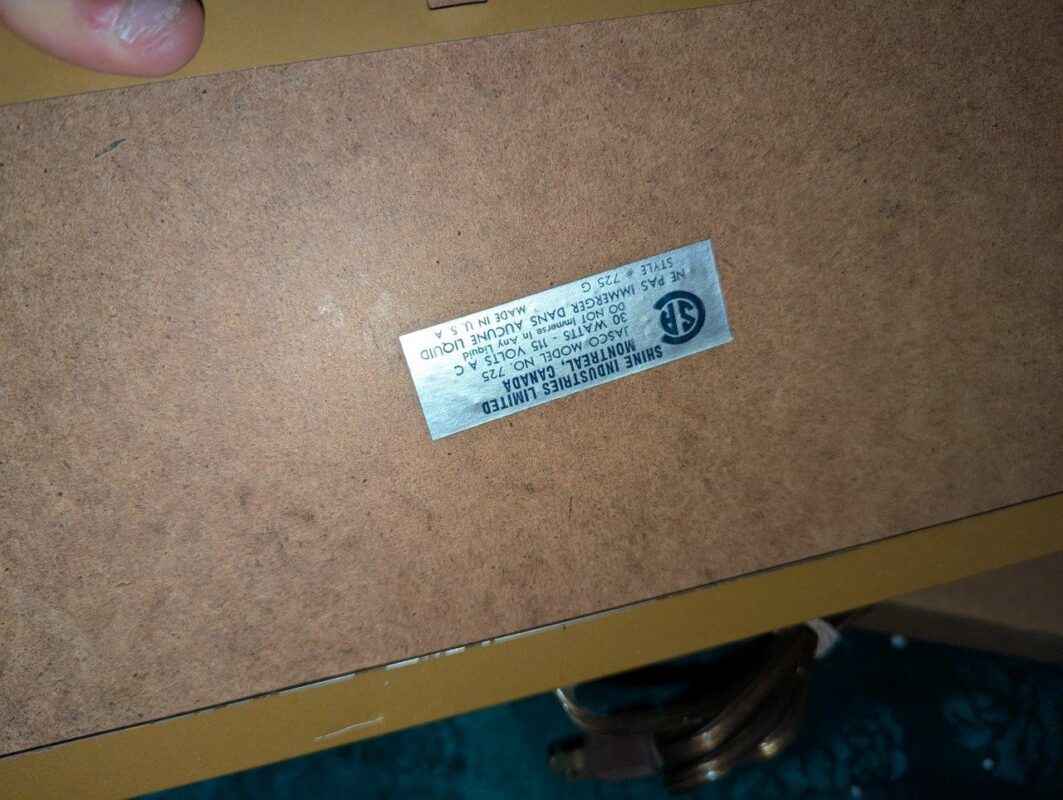 SHINE INDUSTRIES LIMITED
MONTREAL, CANADA
JASCO MODEL NO. 725
30 WATTS - 115 VOLTS A C
DO NOT Immerse In Any Liquid
NE PAS IMMERGER DANS AUCUNE LIQUID
STYLE # 725 G MADE IN U. S. A
SA